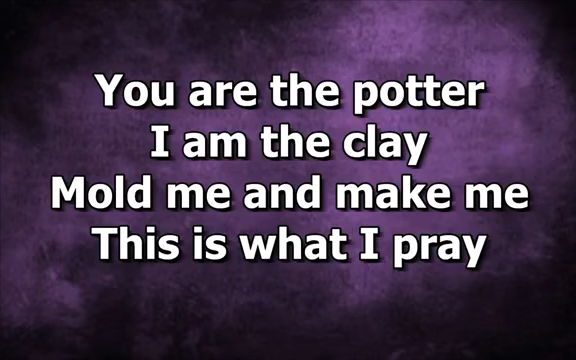 You are the potter
I am the clay
Mold me and make me
This is what I pray